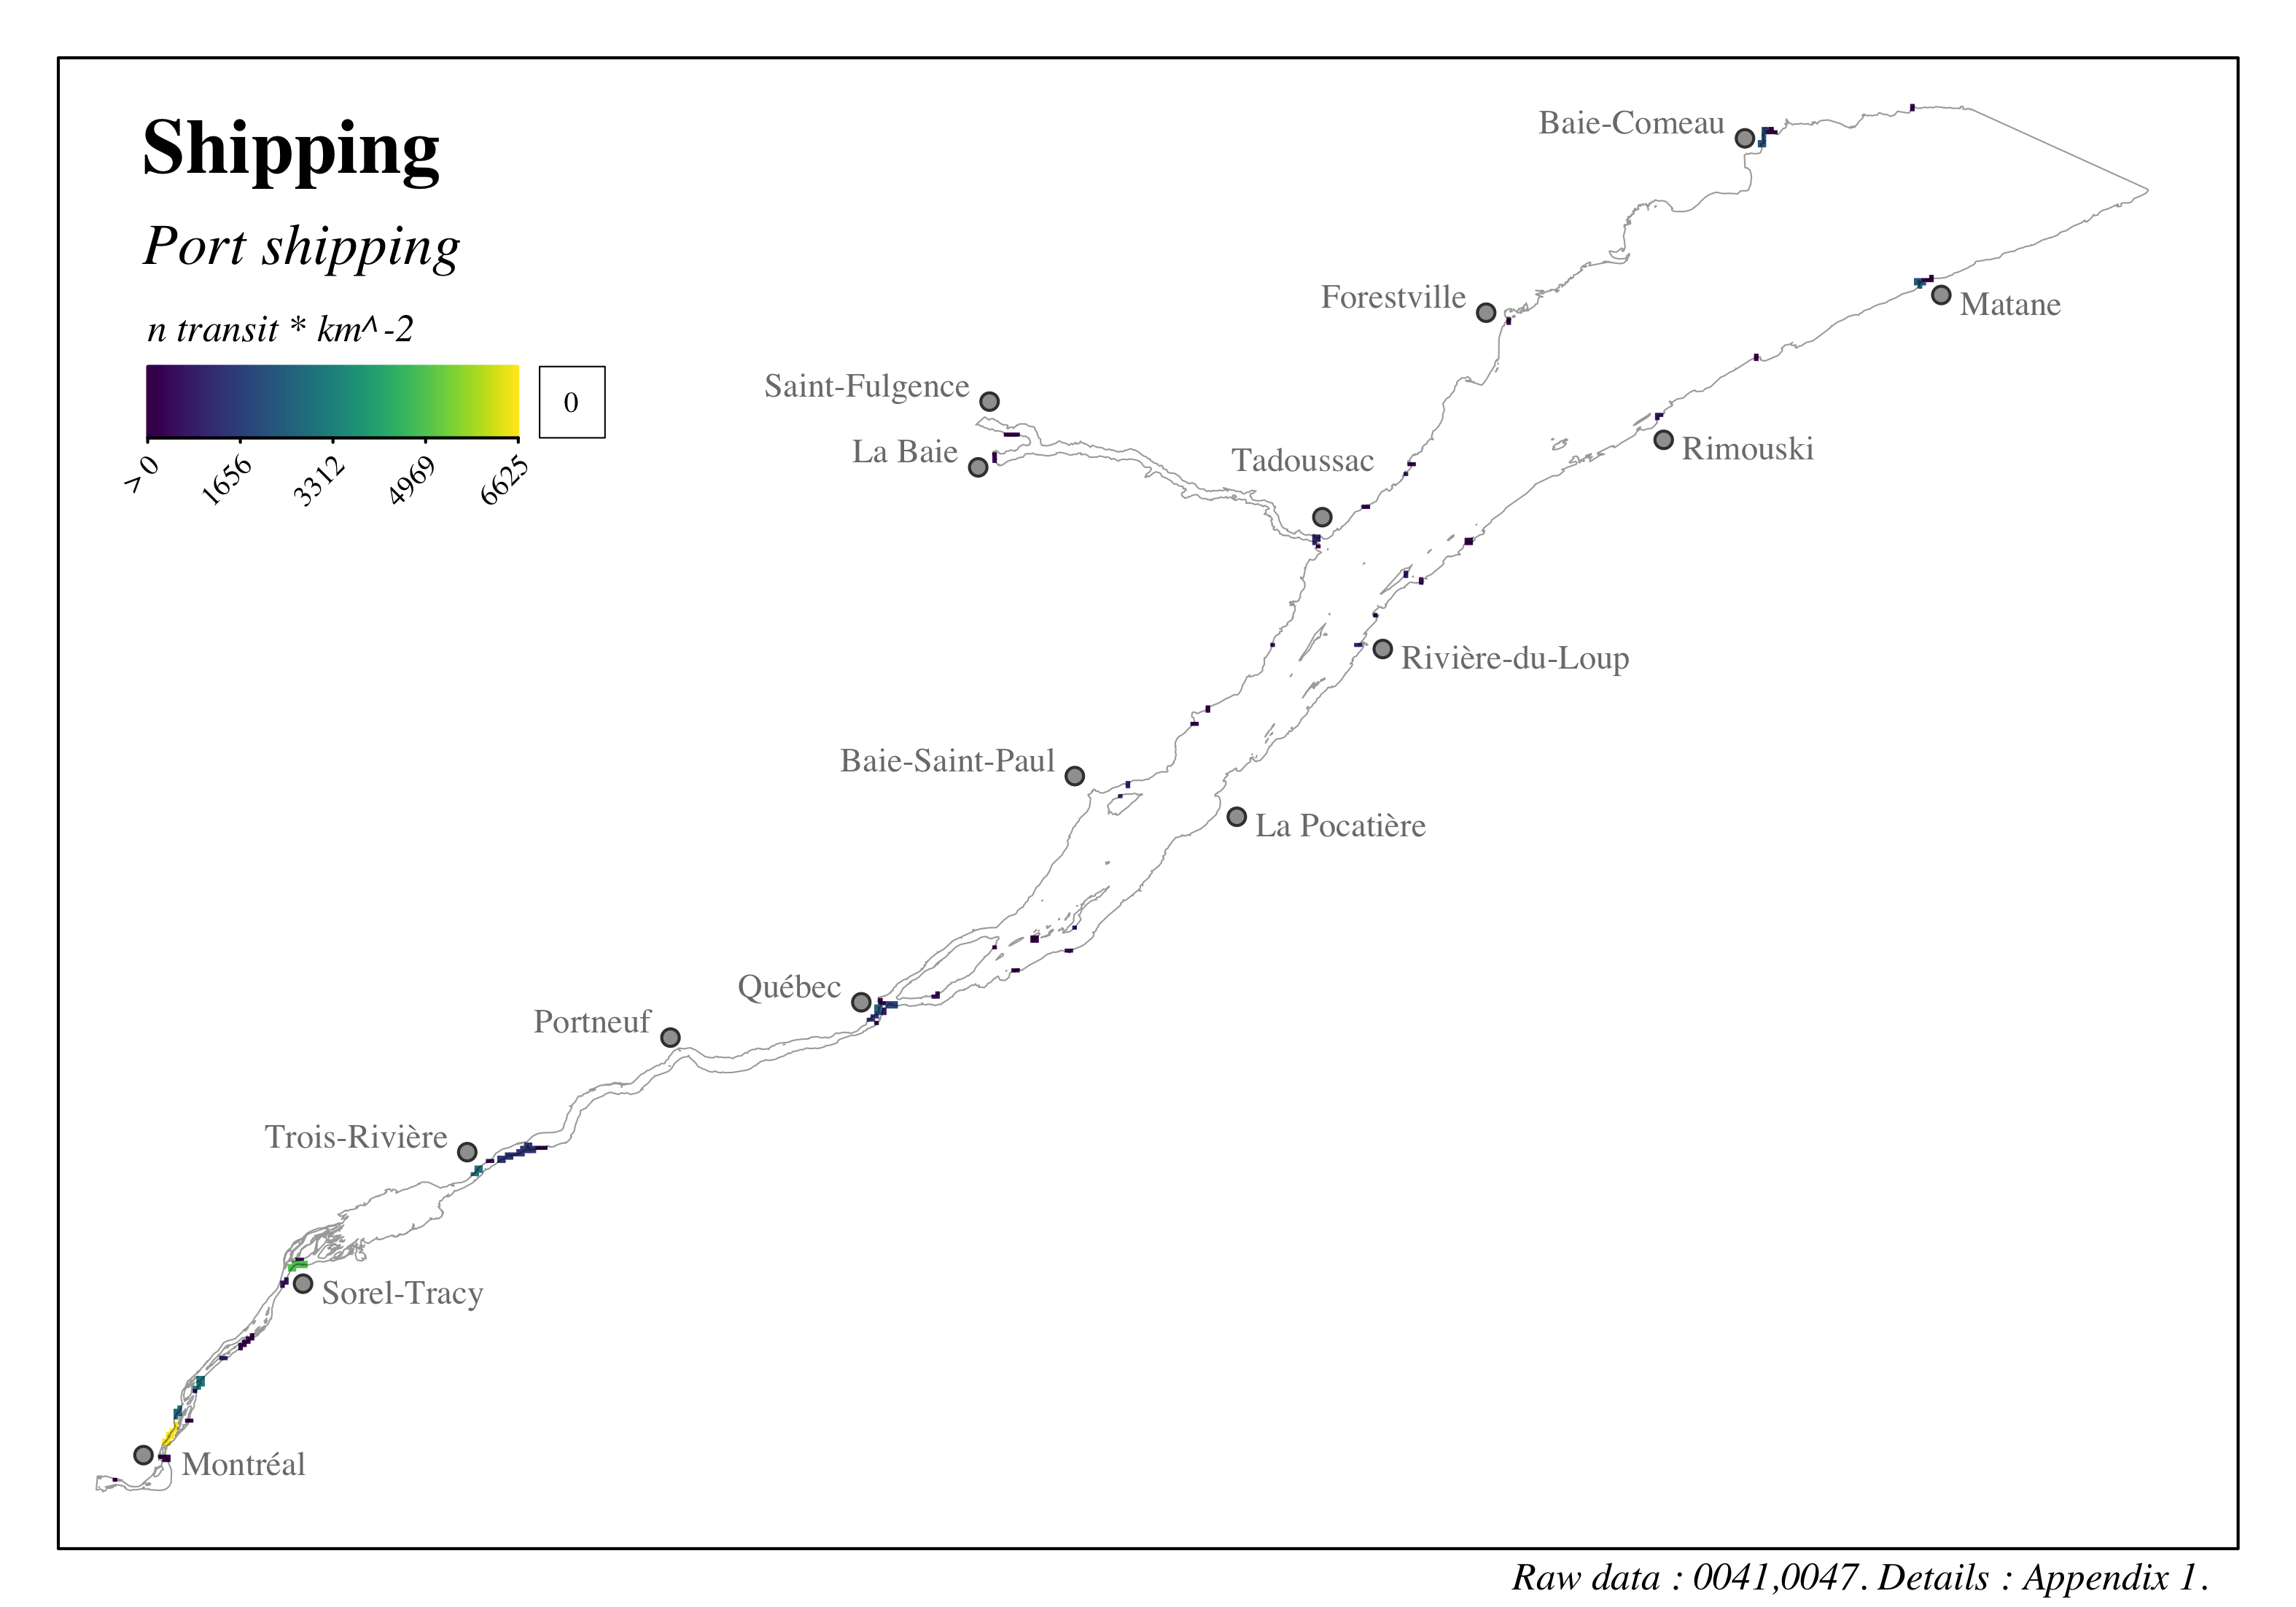 Shipping
Port shipping
n transit * km^-2
0
> 0
1656
3312
4969
6625
Baie-Comeau
Forestville
Matane
Saint-Fulgence
La Baie
Tadoussac
Rimouski
Rivière-du-Loup
Baie-Saint-Paul
La Pocatière
Québec
Portneuf
Trois-Rivière
Sorel-Tracy
Montréal
Raw data : 0041,0047. Details : Appendix 1.